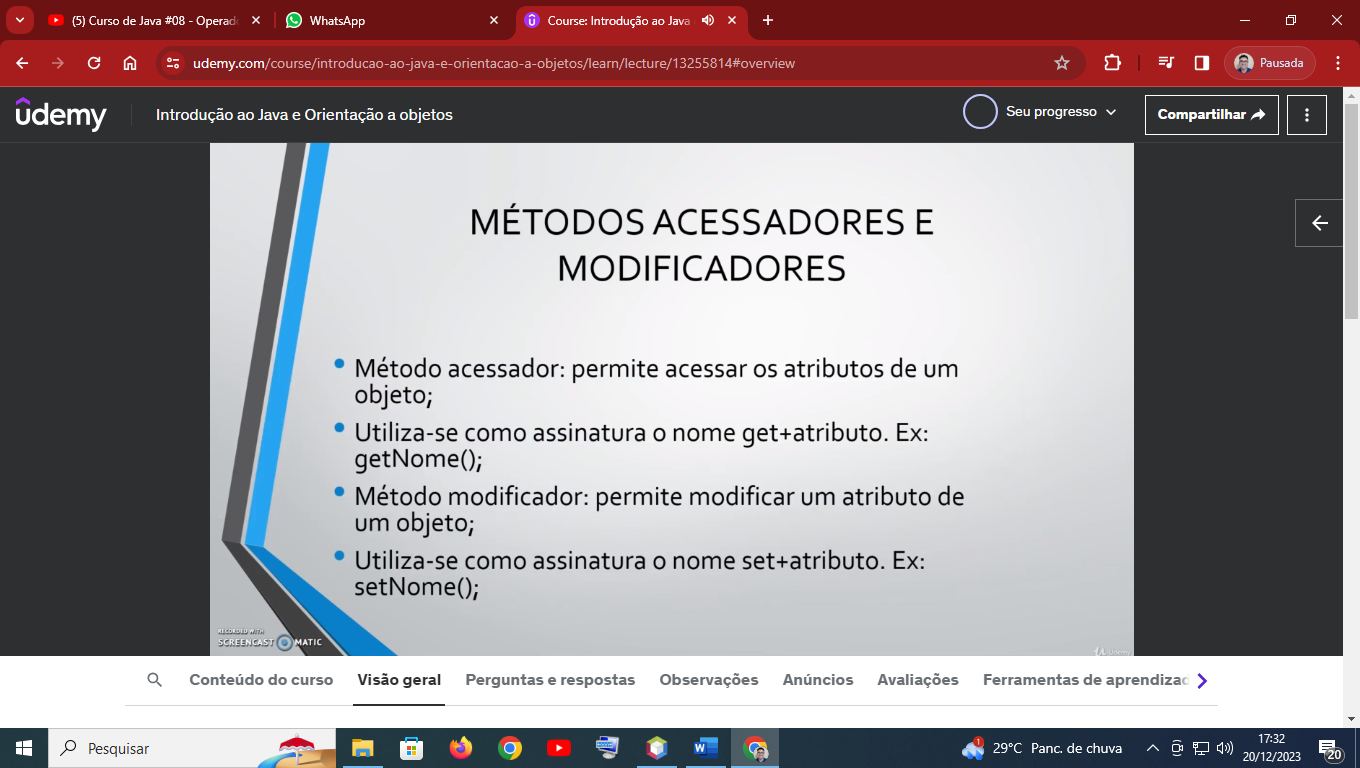 (5) Curso de Java #08 - Operad
WhatsApp
Course: Introdução ao Java
udemy.com/course/introducao-ao-java-e-orientacao-a-objetos/learn/lecture/13255814#overview
Pausada
udemy
Introdução ao Java e Orientação a objetos
Seu progresso
Compartilhar
MÉTODOS ACESSADORES E
MODIFICADORES
Método acessador: permite acessar os atributos de um
objeto;
Utiliza-se como assinatura o nome get+atributo. Ex:
getNome();
Método modificador: permite modificar um atributo de
um objeto;
Utiliza-se como assinatura o nome set+atributo. Ex:
setNome();
RECORDED WITH
SCREENCAST MATIC
Udemy
Conteúdo do curso
Visão geral
Perguntas e respostas
Observações
Anúncios
Avaliações
Ferramentas de aprendizad
Pesquisar
1
29°C Panc. de chuva
17:32
20/12/2023
20